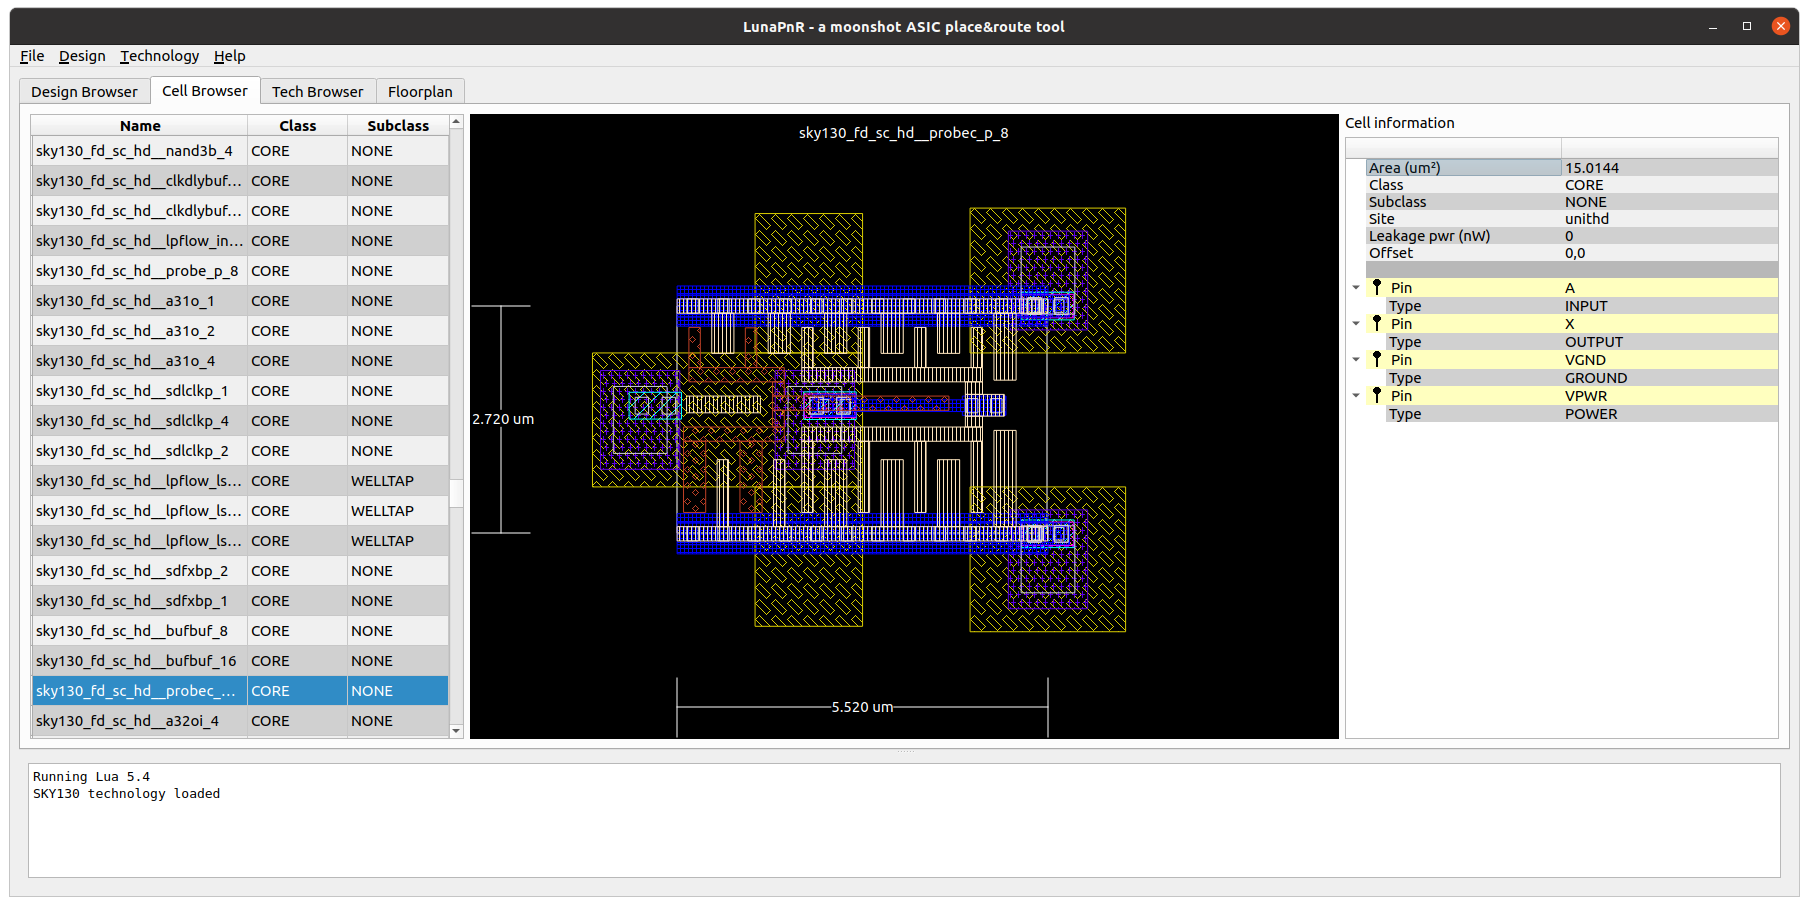 LunaPnR - a moonshot ASIC place&route tool
File Design Technology Help
Design Browser Cell Browser Tech Browser Floorplan
Name Class Subclass
sky130_fd_sc_hd__nand3b_4 CORE NONE
sky130_fd_sc_hd__clkdlybuf... CORE NONE
sky130_fd_sc_hd__clkdlybuf... CORE NONE
sky130_fd_sc_hd__lpflow_in... CORE NONE
sky130_fd_sc_hd__probe_p_8 CORE NONE
sky130_fd_sc_hd__a31o_1 CORE NONE
sky130_fd_sc_hd__a31o_2 CORE NONE
sky130_fd_sc_hd__a31o_4 CORE NONE
sky130_fd_sc_hd__sdlclkp_1 CORE NONE
sky130_fd_sc_hd__sdlclkp_4 CORE NONE
sky130_fd_sc_hd__sdlclkp_2 CORE NONE
sky130_fd_sc_hd__lpflow_ls... CORE WELLTAP
sky130_fd_sc_hd__lpflow_ls... CORE WELLTAP
sky130_fd_sc_hd__lpflow_ls... CORE WELLTAP
sky130_fd_sc_hd__sdfxbp_2 CORE NONE
sky130_fd_sc_hd__sdfxbp_1 CORE NONE
sky130_fd_sc_hd__bufbuf_8 CORE NONE
sky130_fd_sc_hd__bufbuf_16 CORE NONE
sky130_fd_sc_hd__probec_... CORE NONE
sky130_fd_sc_hd__a32oi_4 CORE NONE
sky130_fd_sc_hd__probec_p_8
2.720 um
5.520 um
Cell information
Area (um²) 15.0144
Class CORE
Subclass NONE
Site unithd
Leakage pwr (nW) 0
Offset 0,0
Pin A
Type INPUT
Pin X
Type OUTPUT
Pin VGND
Type GROUND
Pin VPWR
Type POWER
Running Lua 5.4
SKY130 technology loaded